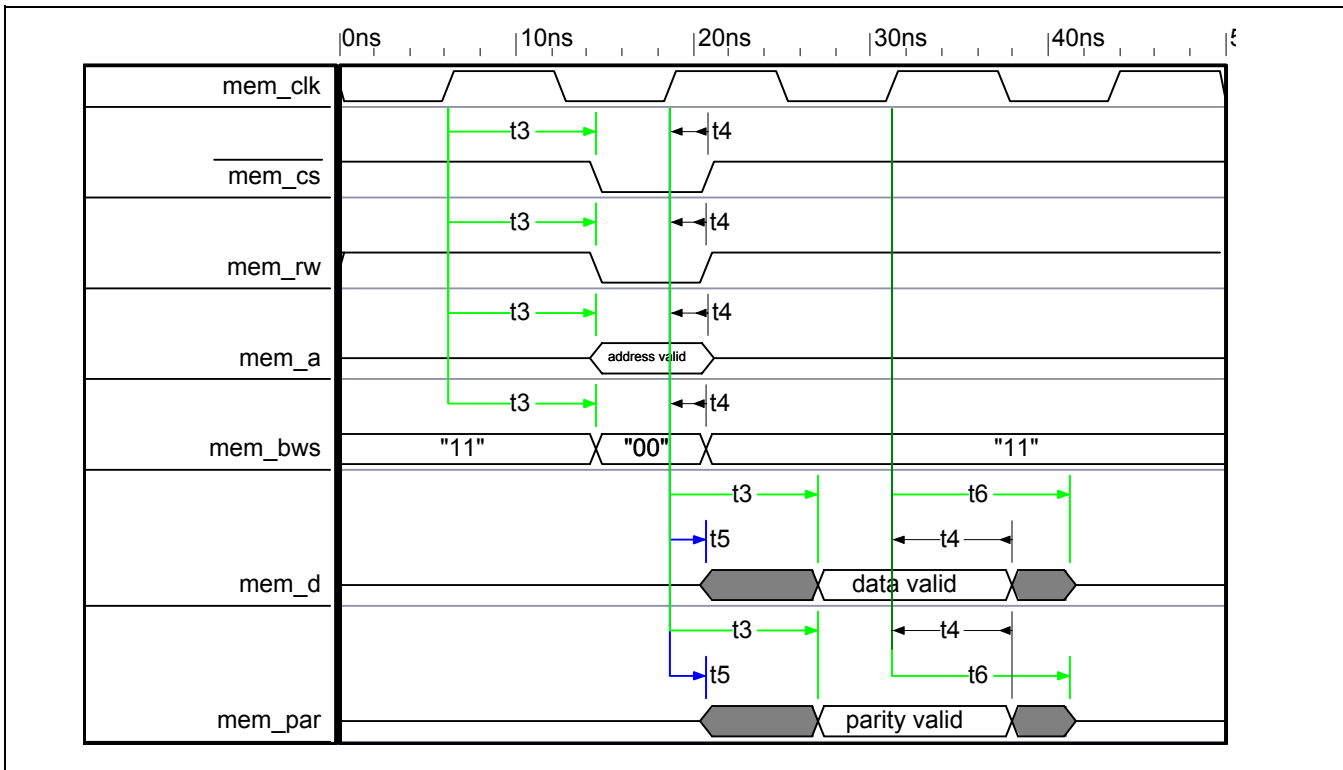 0ns 10ns 20ns 30ns 40ns 5
mem_clk
t3 t4
mem_cs
t3 t4
mem_rw
t3 t4
mem_a address valid
t3 t4
mem_bws "11" "00" "11"
t3 t6
t5 t4
mem_d data valid
t3 t4
t5 t6
mem_par parity valid